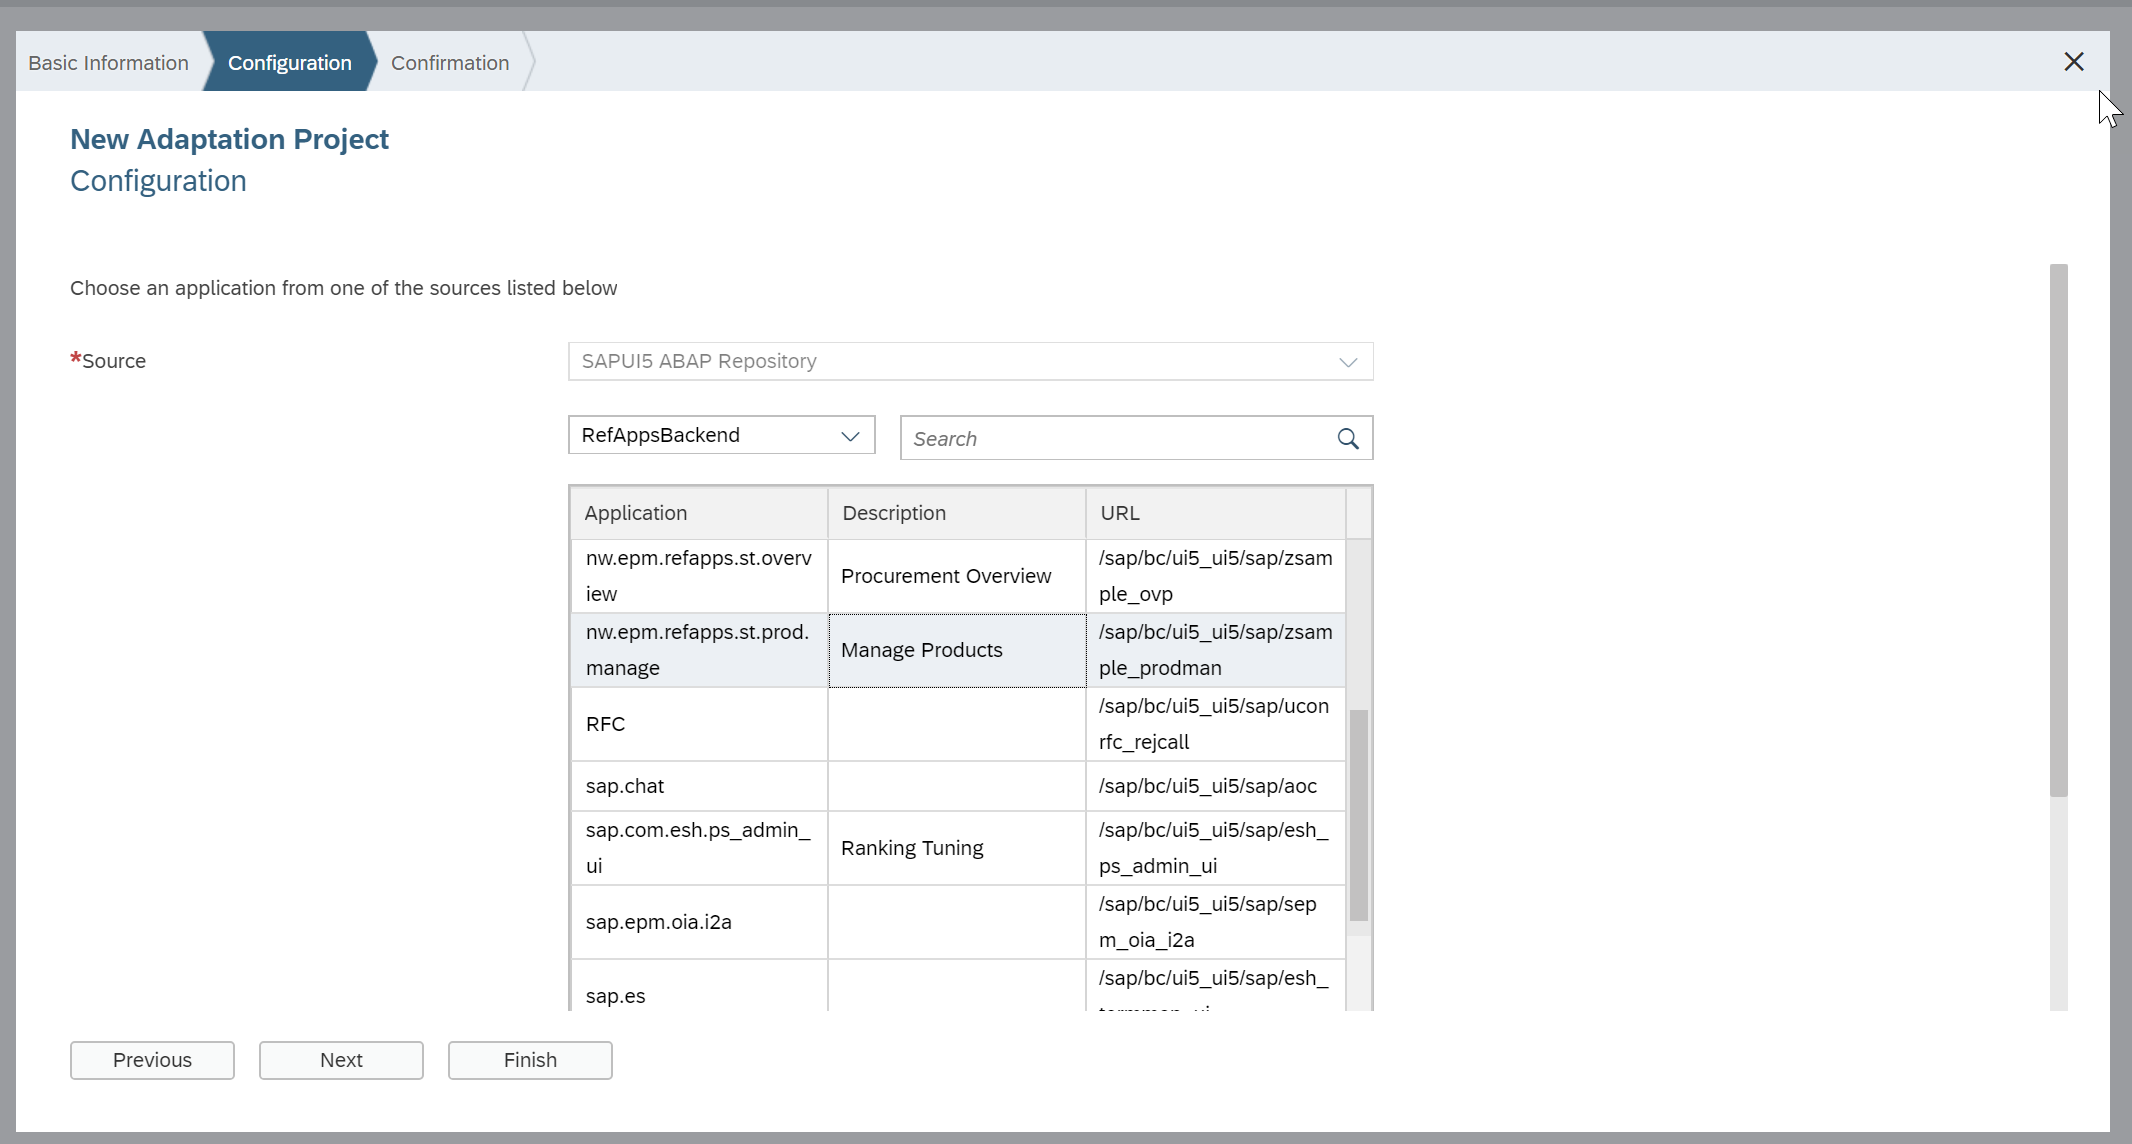 Basic Information Configuration Confirmation
New Adaptation Project
Configuration
Choose an application from one of the sources listed below
*Source
SAPUI5 ABAP Repository
RefAppsBackend Search
Application Description URL
nw.epm.refapps.st.overv
iew
Procurement Overview
/sap/bc/ui5_ui5/sap/zsam
ple_ovp
nw.epm.refapps.st.prod.
manage
Manage Products
/sap/bc/ui5_ui5/sap/zsam
ple_prodman
RFC
/sap/bc/ui5_ui5/sap/ucon
rfc_rejcall
sap.chat
/sap/bc/ui5_ui5/sap/aoc
sap.com.esh.ps_admin_
ui
Ranking Tuning
/sap/bc/ui5_ui5/sap/esh_
ps_admin_ui
sap.epm.oia.i2a
/sap/bc/ui5_ui5/sap/sep
m_oia_i2a
sap.es
/sap/bc/ui5_ui5/sap/esh_
Previous Next Finish